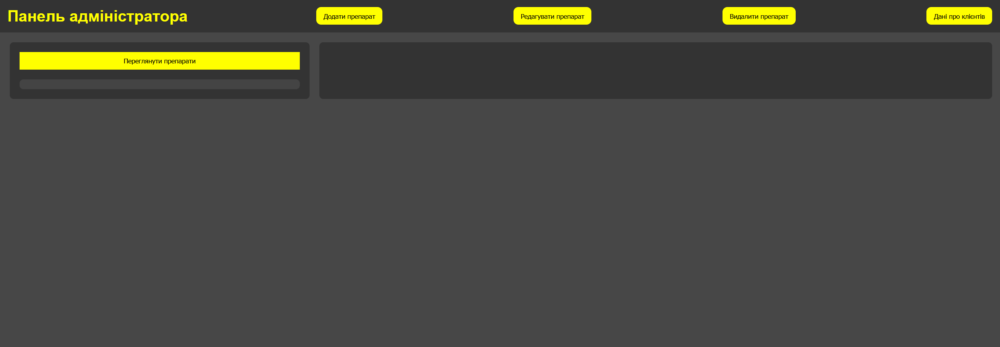 Панель адміністратора
Додати препарат
Редагувати препарат
Видалити препарат
Дані про клієнтів
Переглянути препарати